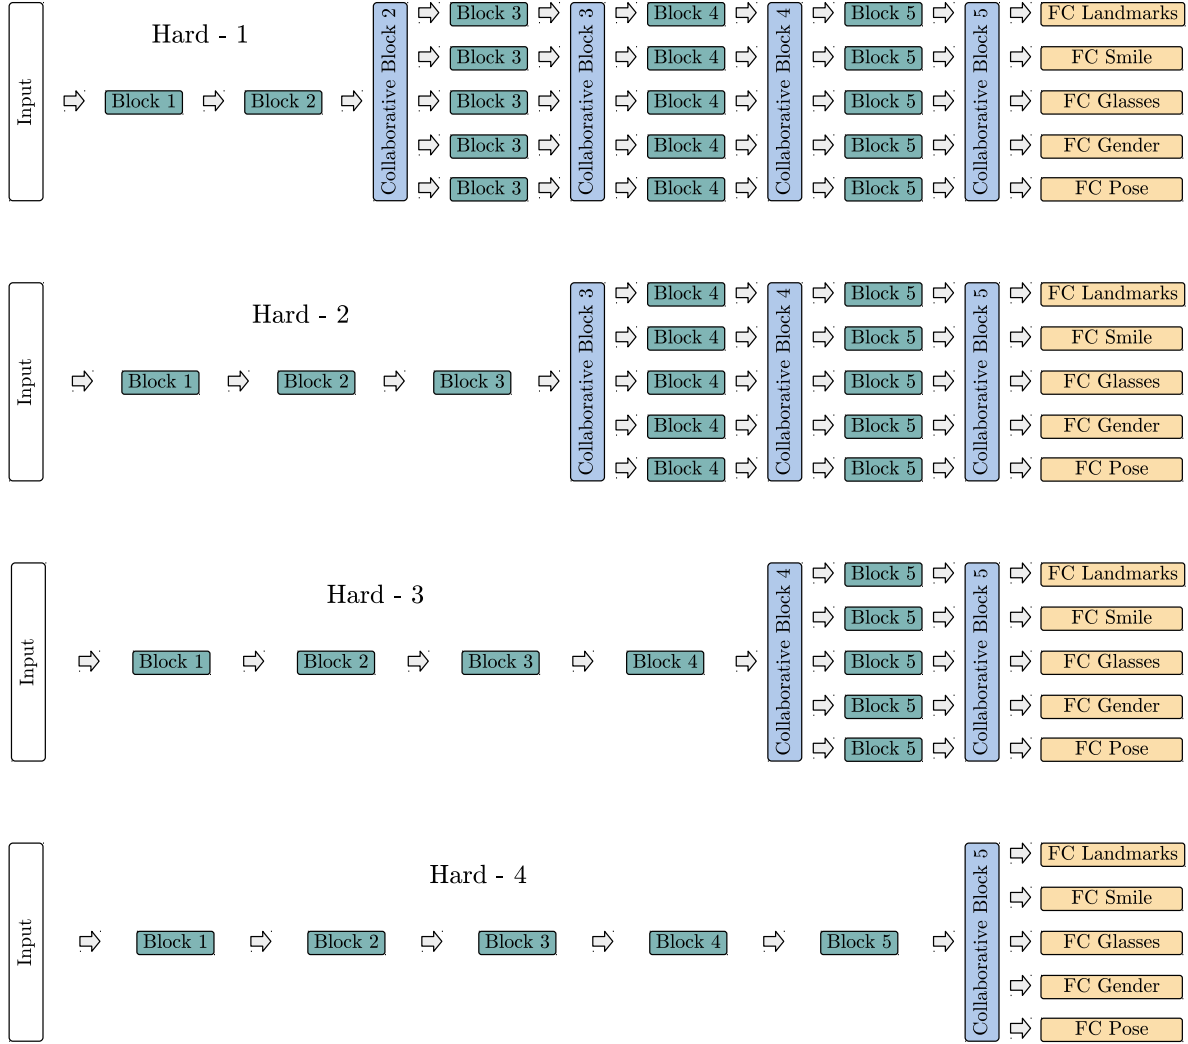 Hard - 1
Input
Block 1
Block 2
Collaborative Block 2
Block 3
Block 3
Block 3
Block 3
Block 3
Collaborative Block 3
Block 4
Block 4
Block 4
Block 4
Block 4
Collaborative Block 4
Block 5
Block 5
Block 5
Block 5
Block 5
Collaborative Block 5
FC Landmarks
FC Smile
FC Glasses
FC Gender
FC Pose
Hard - 2
Input
Block 1
Block 2
Block 3
Collaborative Block 3
Block 4
Block 4
Block 4
Block 4
Block 4
Collaborative Block 4
Block 5
Block 5
Block 5
Block 5
Block 5
Collaborative Block 5
FC Landmarks
FC Smile
FC Glasses
FC Gender
FC Pose
Hard - 3
Input
Block 1
Block 2
Block 3
Block 4
Collaborative Block 4
Block 5
Block 5
Block 5
Block 5
Block 5
Collaborative Block 5
FC Landmarks
FC Smile
FC Glasses
FC Gender
FC Pose
Hard - 4
Input
Block 1
Block 2
Block 3
Block 4
Block 5
Collaborative Block 5
FC Landmarks
FC Smile
FC Glasses
FC Gender
FC Pose